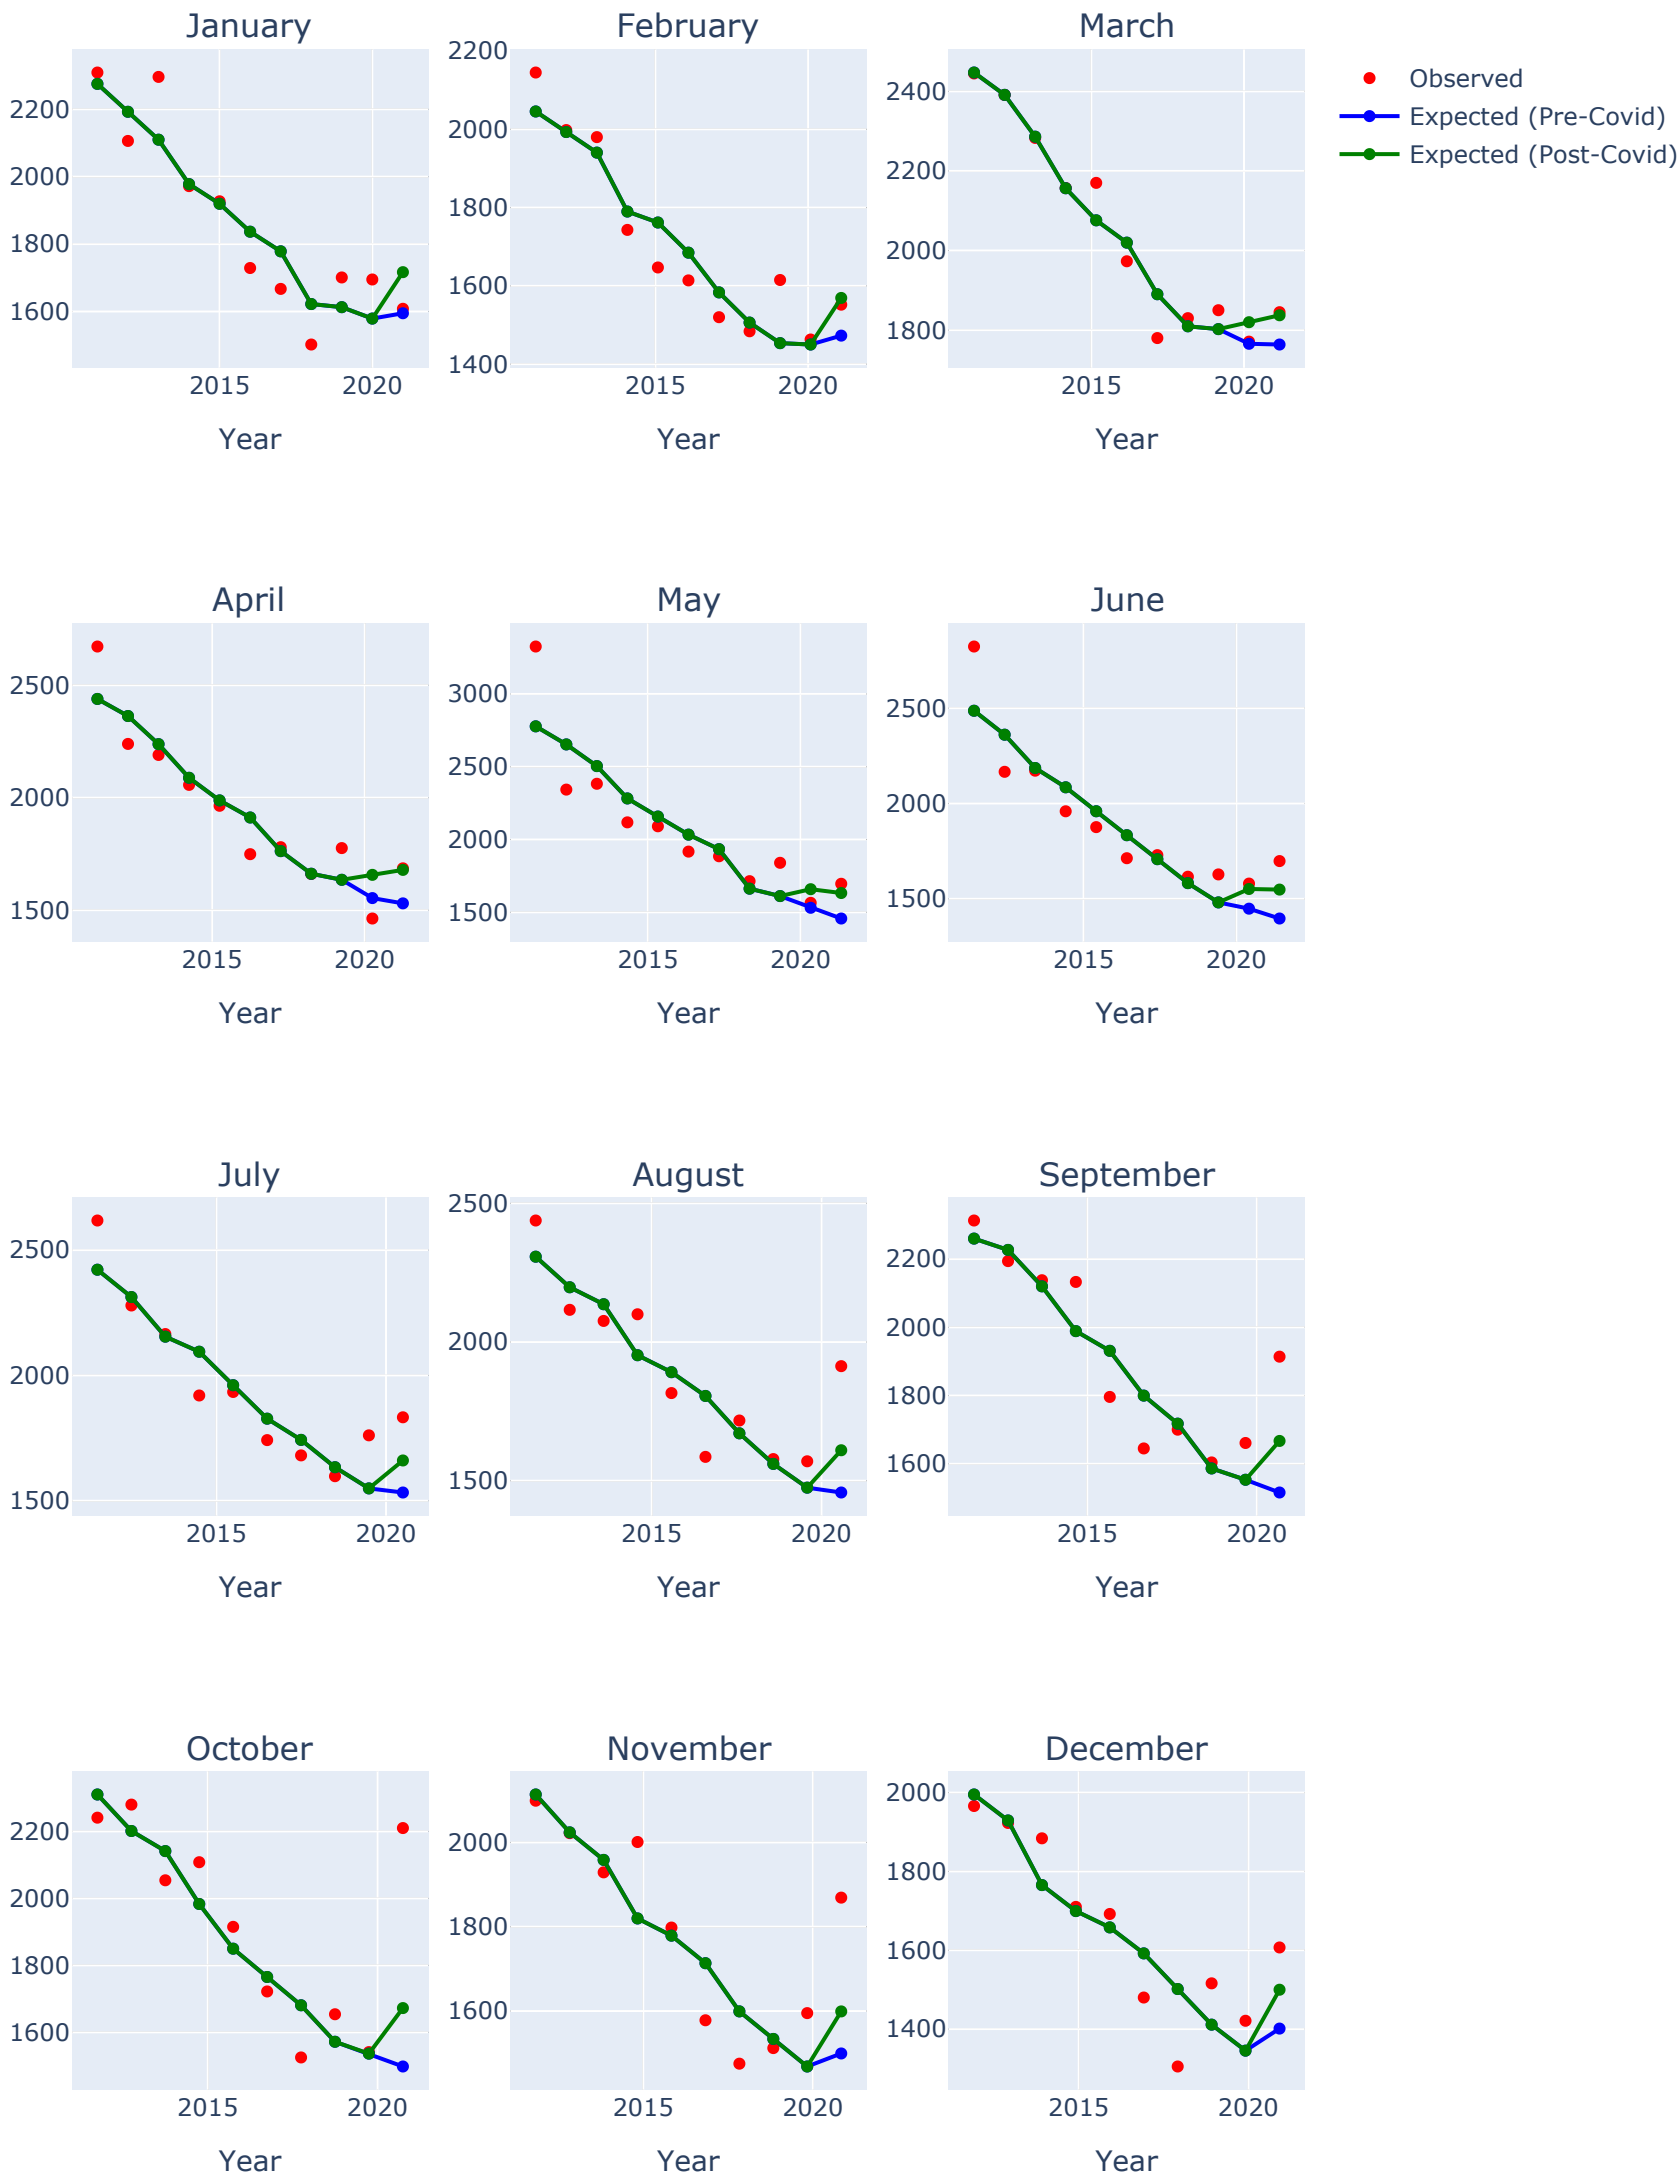 January
February
March
2200
2000
1800
1600
2015
2020
Year
2200
2000
1800
1600
1400
2015
2020
Year
2400
2200
2000
1800
2015
2020
Year
Observed
Expected (Pre-Covid)
Expected (Post-Covid)
April
May
June
2500
2000
1500
2015
2020
Year
3000
2500
2000
1500
2015
2020
Year
2500
2000
1500
2015
2020
Year
July
August
September
2500
2000
1500
2015
2020
Year
2500
2000
1500
2015
2020
Year
2200
2000
1800
1600
2015
2020
Year
October
November
December
2200
2000
1800
1600
2015
2020
Year
2000
1800
1600
2015
2020
Year
2000
1800
1600
1400
2015
2020
Year